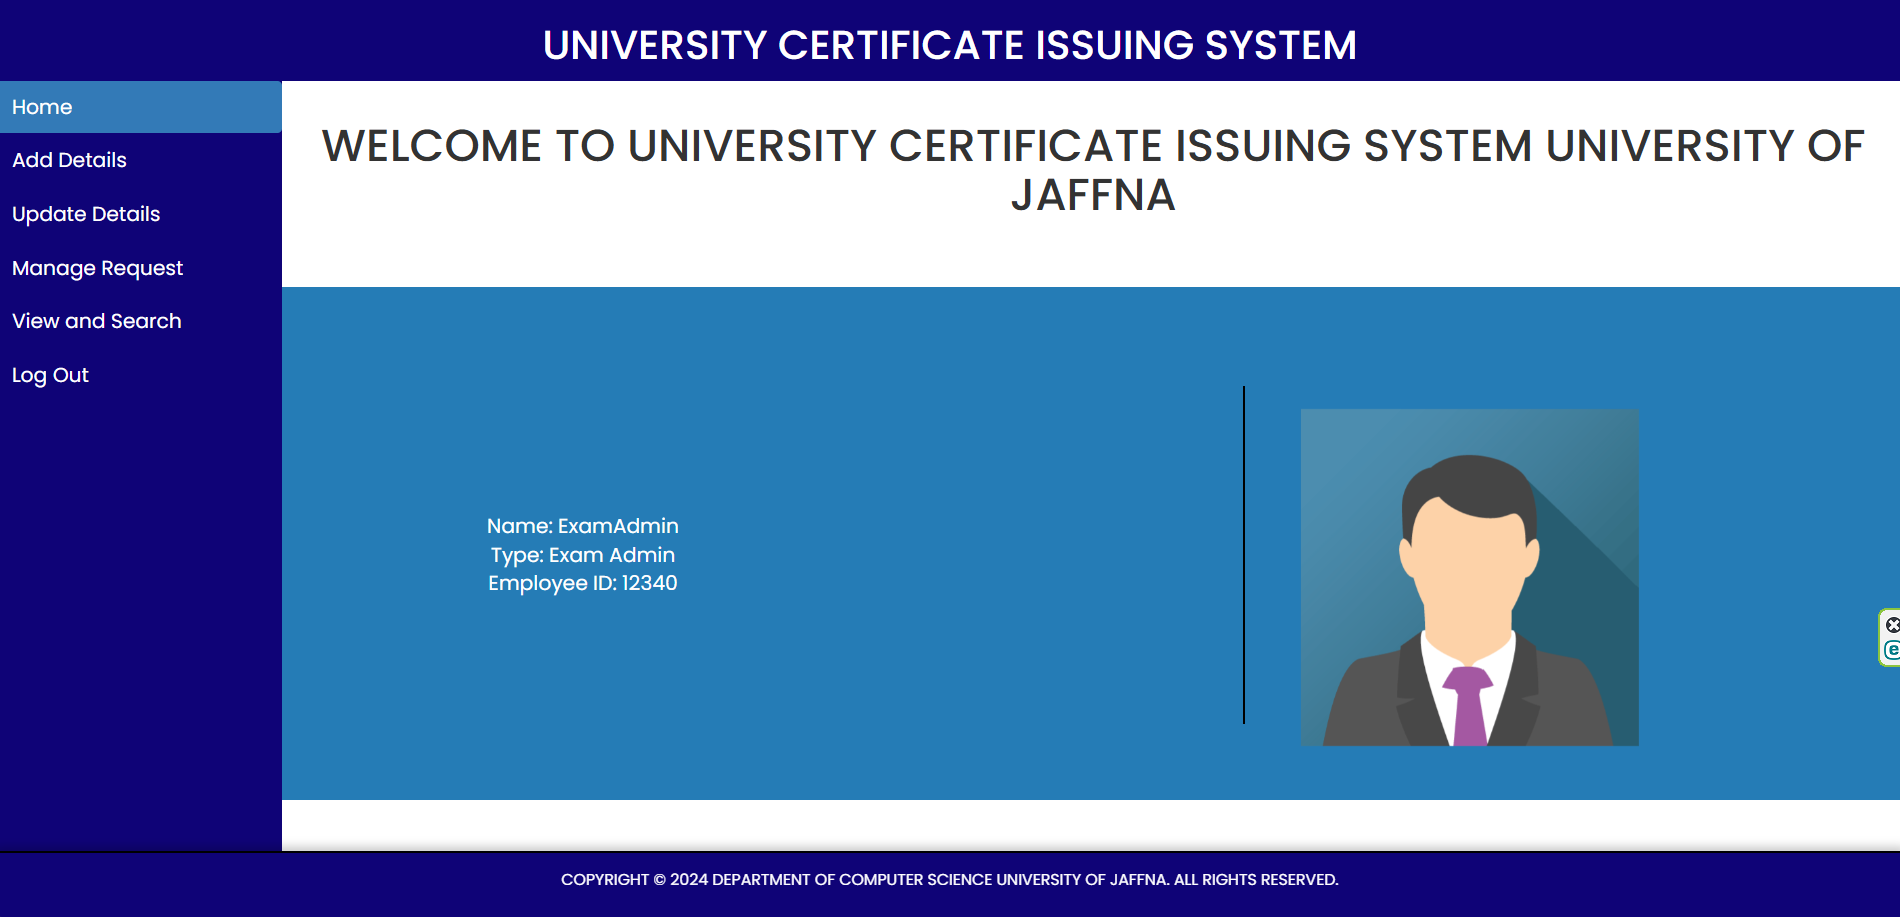 UNIVERSITY CERTIFICATE ISSUING SYSTEM
Home
Add Details
Update Details
Manage Request
View and Search
Log Out
WELCOME TO UNIVERSITY CERTIFICATE ISSUING SYSTEM UNIVERSITY OF
JAFFNA
Name: ExamAdmin
Type: Exam Admin
Employee ID: 12340
e
COPYRIGHT © 2024 DEPARTMENT OF COMPUTER SCIENCE UNIVERSITY OF JAFFNA. ALL RIGHTS RESERVED.